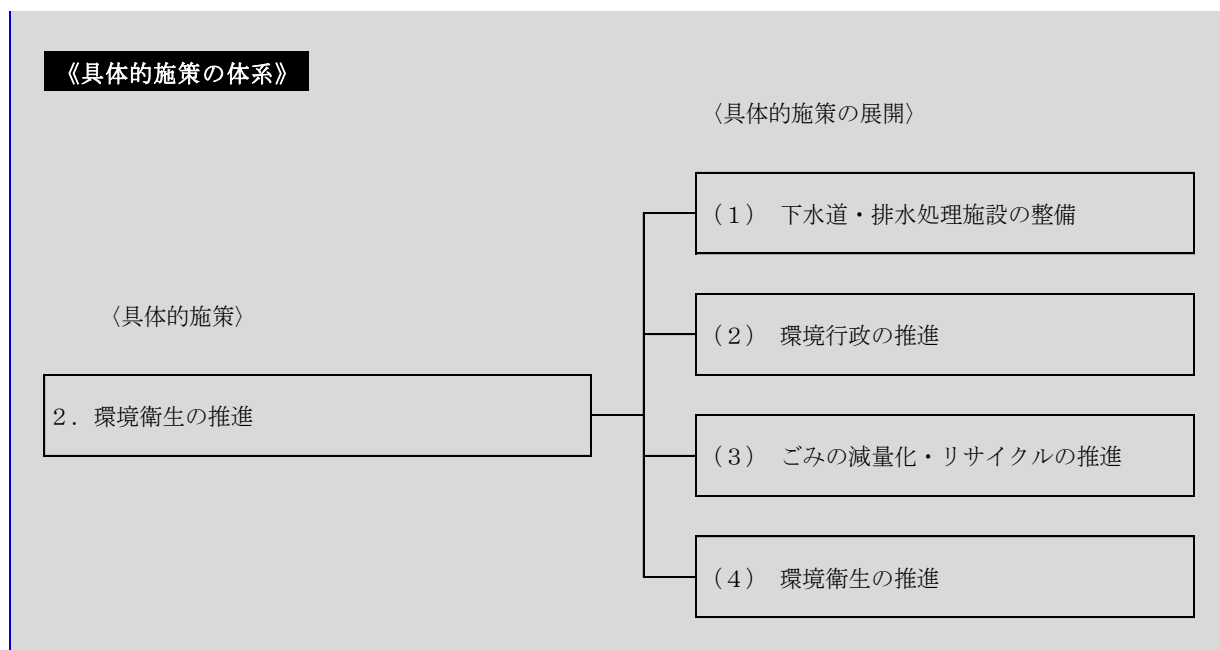 《具体的施策の体系》
〈具体的施策の展開〉
（１） 下水道・排水処理施設の整備
〈具体的施策〉
（２） 環境行政の推進
２．環境衛生の推進
（３） ごみの減量化・リサイクルの推進
（４） 環境衛生の推進